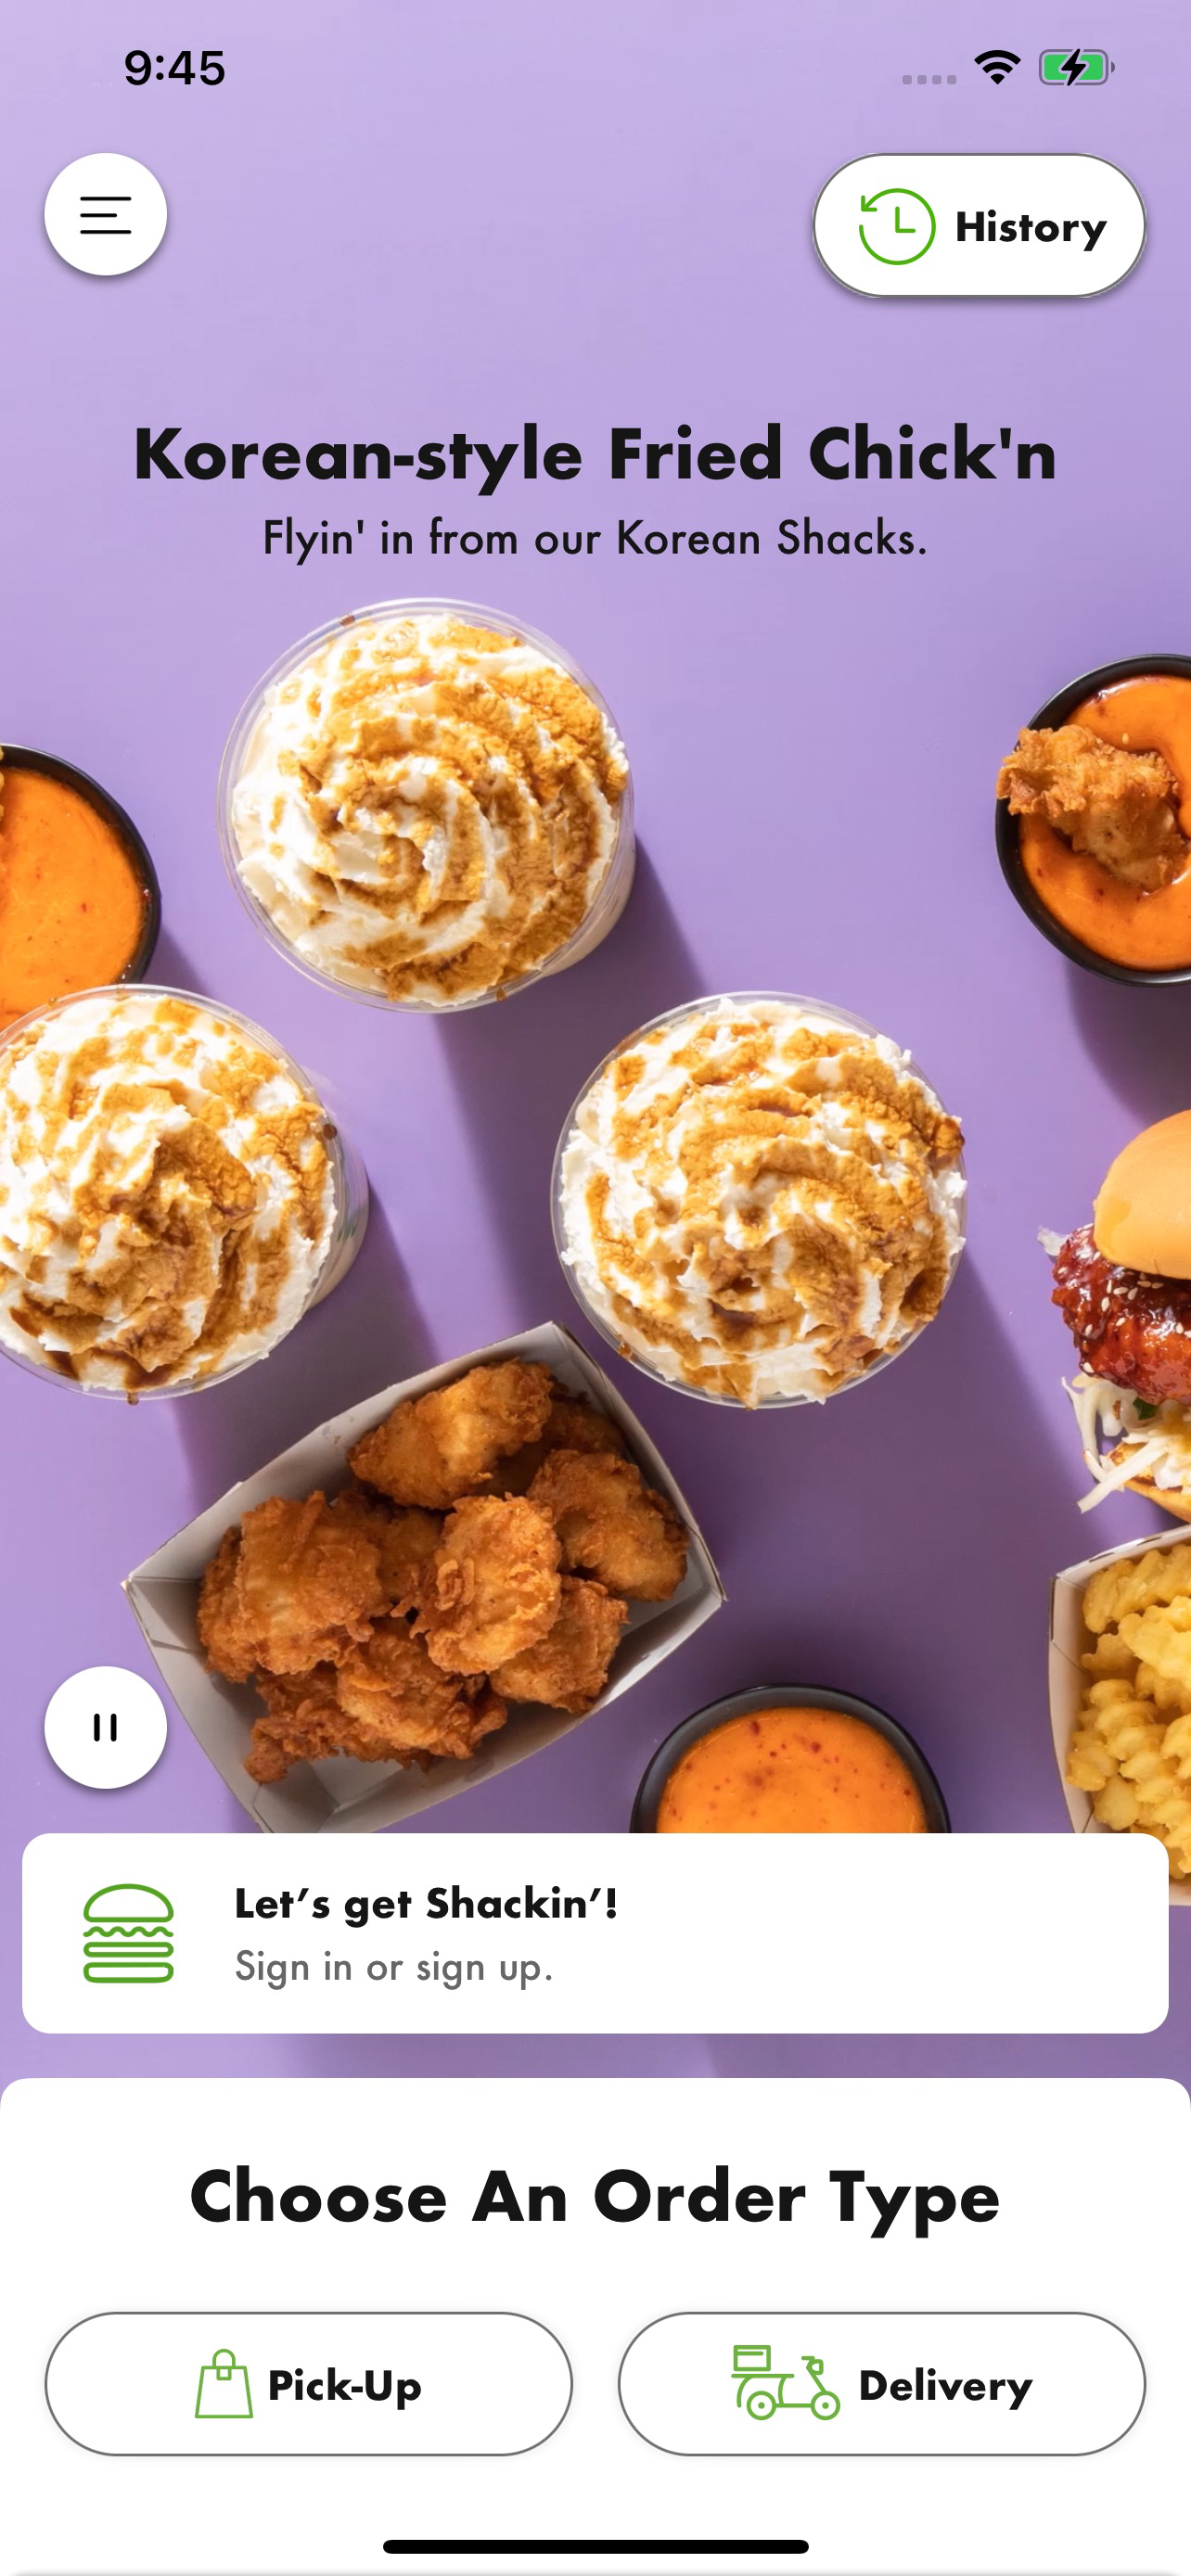 9:45
History
Korean-style Fried Chick'n
Flyin' in from our Korean Shacks.
Let’s get Shackin’!
Sign in or sign up.
Choose An Order Type
Pick-Up
Delivery